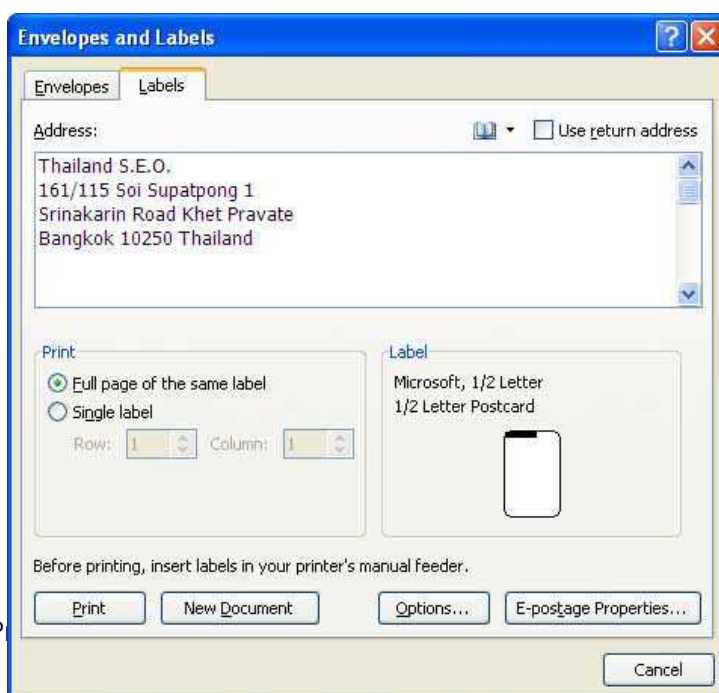 Envelopes and Labels
Envelopes Labels
Address: Use return address
Thailand S.E.O.
161/115 Soi Supatpong 1
Srinakarin Road Khet Pravate
Bangkok 10250 Thailand
Print
Full page of the same label
Single label
Row: 1 Column: 1
Label
Microsoft, 1/2 Letter
1/2 Letter Postcard
Before printing, insert labels in your printer's manual feeder.
Print New Document Options... E-postage Properties...
Cancel